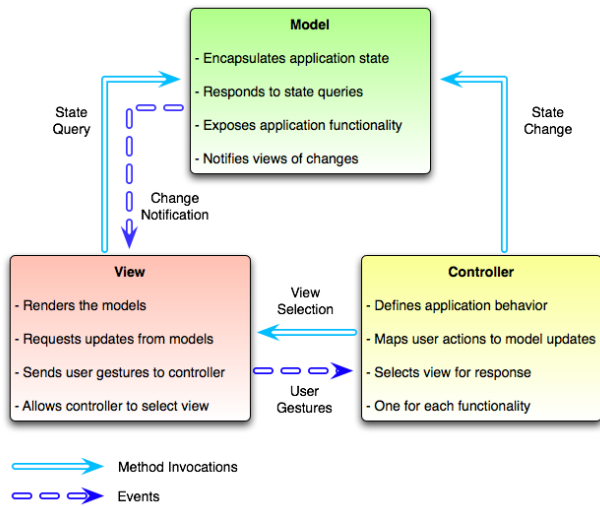 Model
- Encapsulates application state
- Responds to state queries
- Exposes application functionality
- Notifies views of changes
State
Query
State
Change
Change
Notification
View
- Renders the models
- Requests updates from models
- Sends user gestures to controller
- Allows controller to select view
View
Selection
User
Gestures
Controller
- Defines application behavior
- Maps user actions to model updates
- Selects view for response
- One for each functionality
Method Invocations
Events